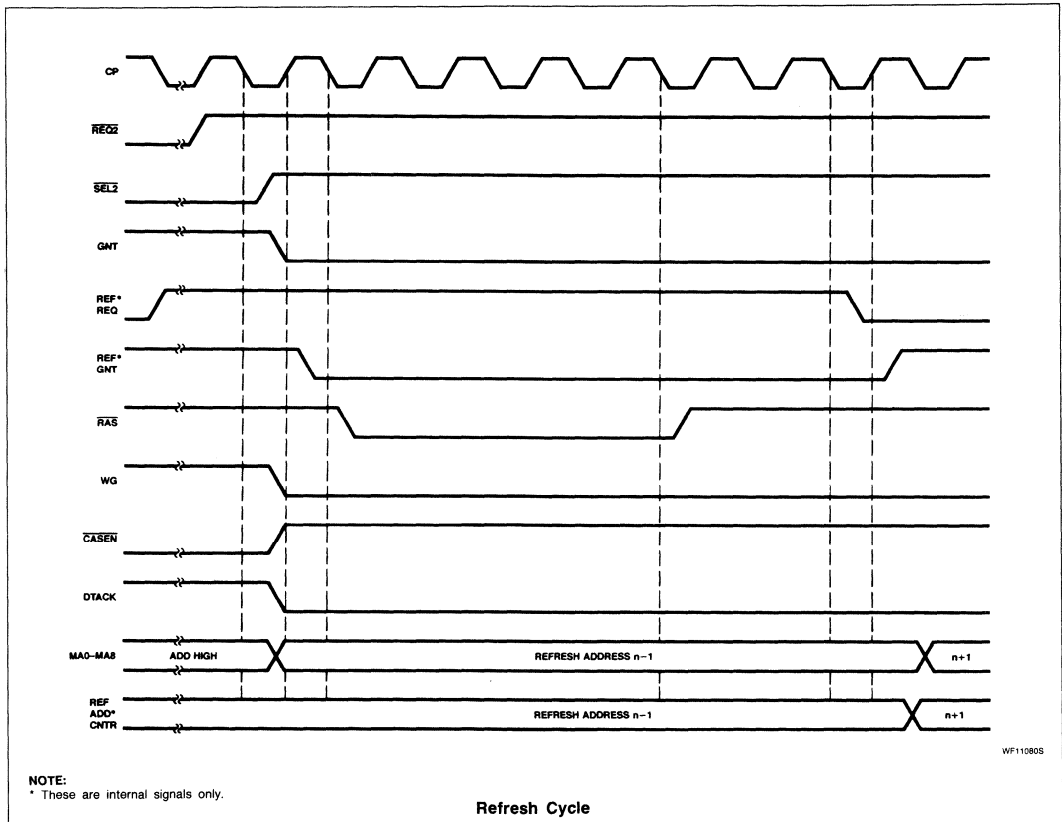 CP
REQ2
SEL2
GNT
REF*
REQ
REF*
GNT
RAS
WG
CASEN
DTACK
MA0–MA8 ADD HIGH REFRESH ADDRESS n−1 n+1
REF
ADD*
CNTR
REFRESH ADDRESS n−1 n+1
WF11080S
NOTE:
* These are internal signals only.
Refresh Cycle